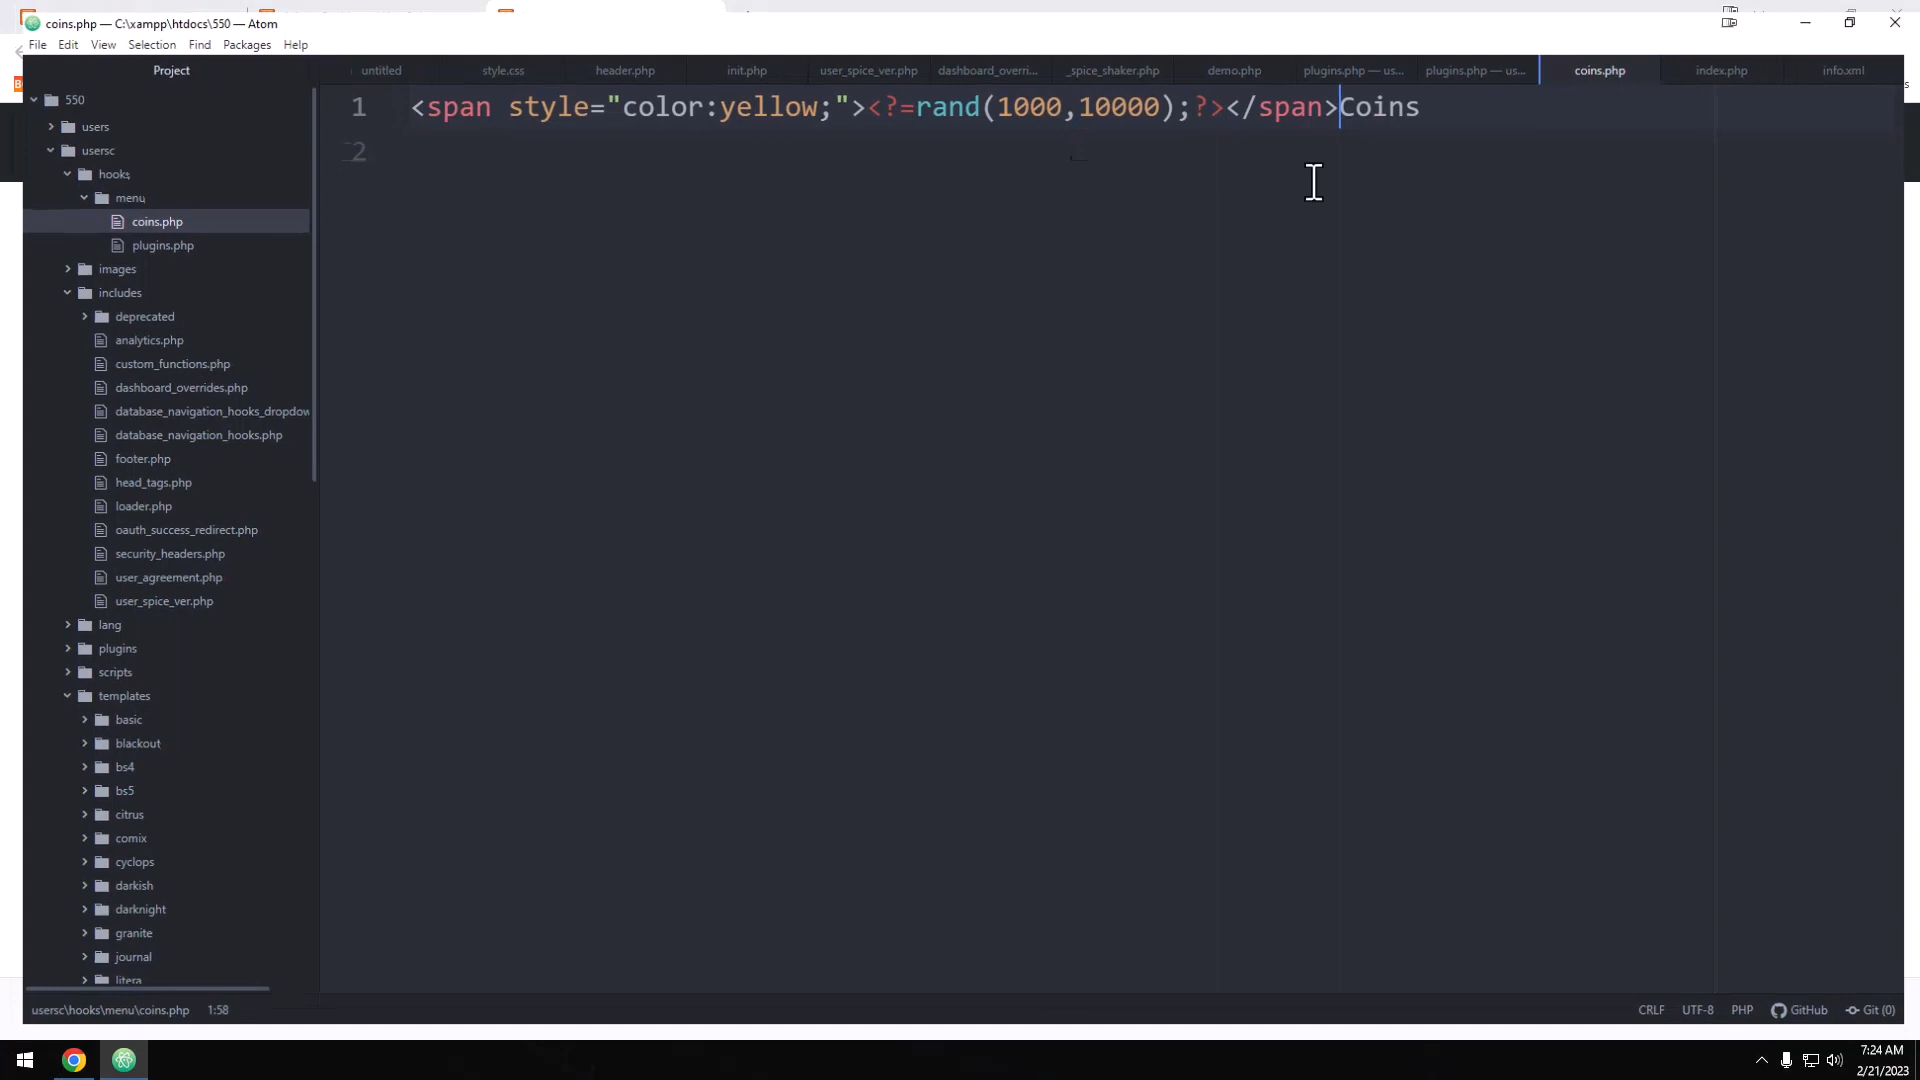 coins.php — C:\xampp\htdocs\550 — Atom
File Edit View Selection Find Packages Help
Project
untitled
style.css
header.php
init.php
user_spice_ver.php
dashboard_overri...
_spice_shaker.php
demo.php
plugins.php — us...
plugins.php — us...
coins.php
index.php
info.xml
550
users
usersc
hooks
menu
coins.php
plugins.php
images
includes
deprecated
analytics.php
custom_functions.php
dashboard_overrides.php
database_navigation_hooks_dropdow
database_navigation_hooks.php
footer.php
head_tags.php
loader.php
oauth_success_redirect.php
security_headers.php
user_agreement.php
user_spice_ver.php
lang
plugins
scripts
templates
basic
blackout
bs4
bs5
citrus
comix
cyclops
darkish
darknight
granite
journal
litera
1 <span style="color:yellow;"><?=rand(1000,10000);?></span>Coins
2
usersc\hooks\menu\coins.php 1:58
CRLF UTF-8 PHP GitHub Git (0)
7:24 AM
2/21/2023